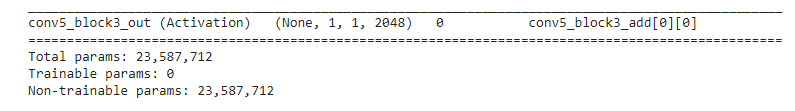 conv5_block3_out (Activation) (None, 1, 1, 2048) 0 conv5_block3_add[0][0]
==================================================================================================
Total params: 23,587,712
Trainable params: 0
Non-trainable params: 23,587,712